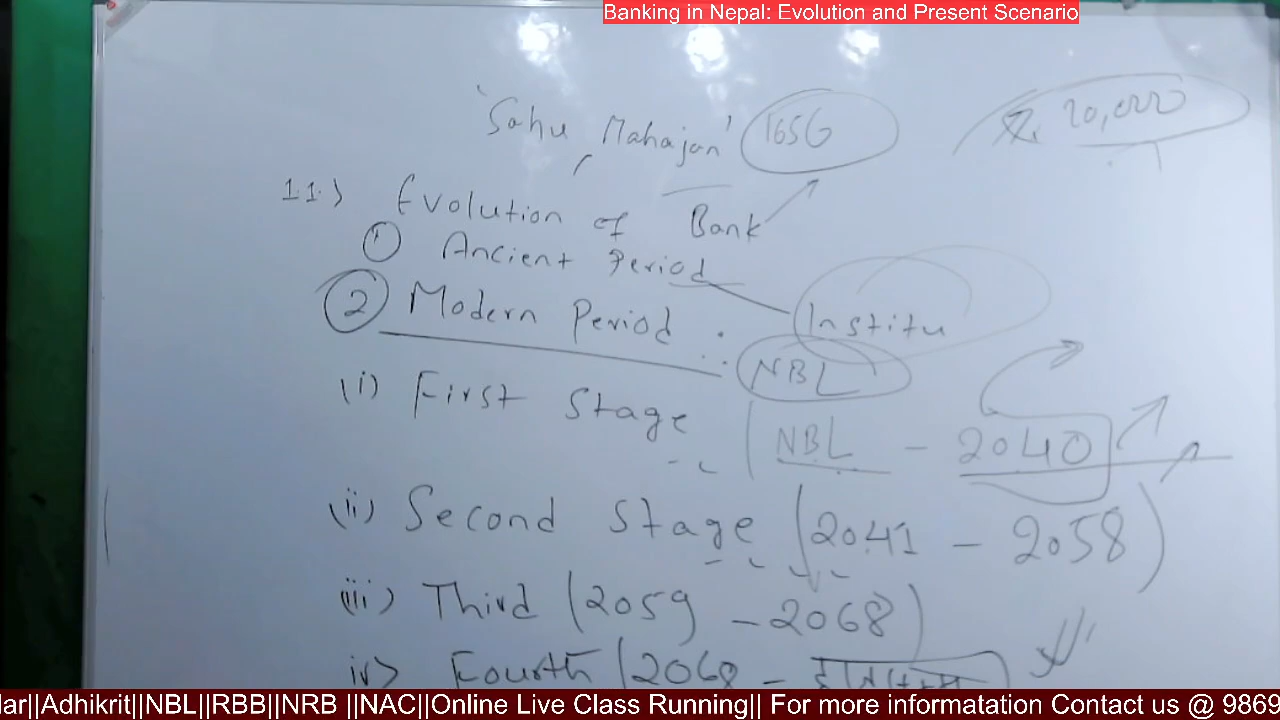 Banking in Nepal: Evolution and Present Scenario
'Sahu Mahajan' 1656
20,000
1.1.) Evolution of Bank
① Ancient Period
② Modern Period : Institu
NBL
(i) First Stage (NBL - 2040)
(ii) Second Stage (2041 - 2058)
(iii) Third (2059 - 2068)
iv) Fourth (2068 -
lar||Adhikrit||NBL||RBB||NRB ||NAC||Online Live Class Running|| For more informatation Contact us @ 9869